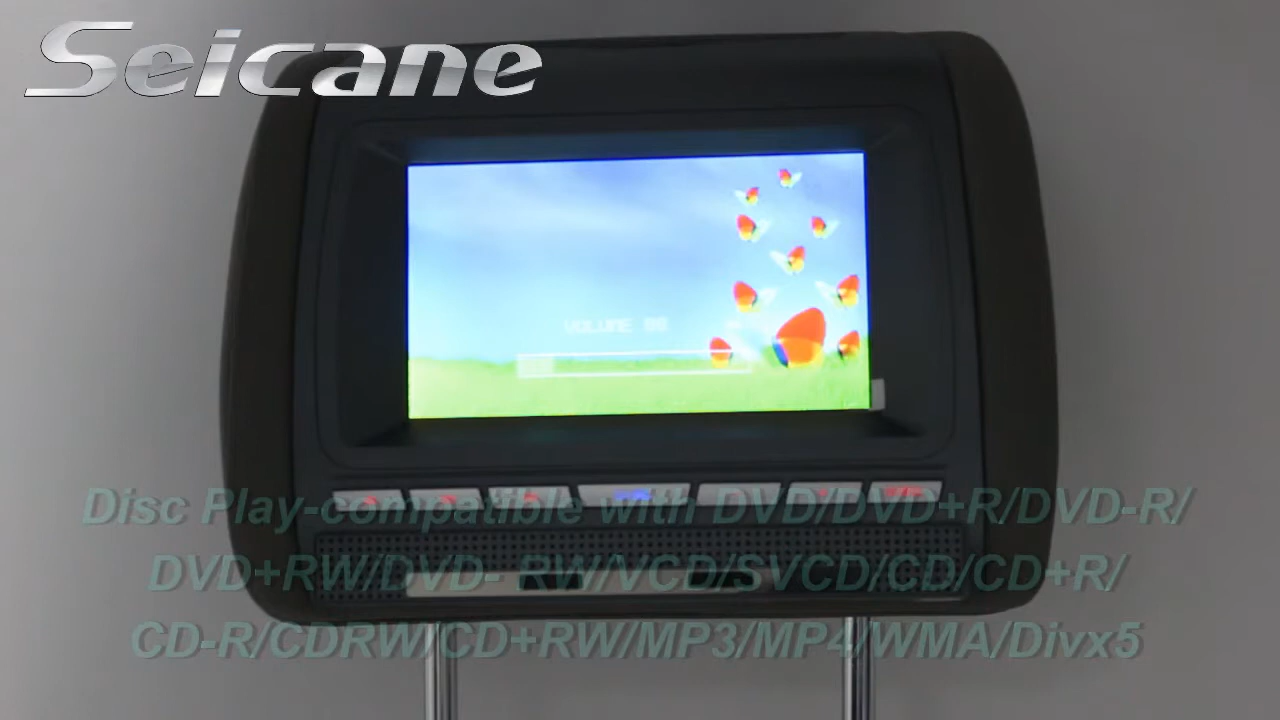 Seicane
VOLUME
Disc Play-compatible with DVD/DVD+R/DVD-R/
DVD+RW/DVD- RW/VCD/SVCD/CD/CD+R/
CD-R/CDRW/CD+RW/MP3/MP4/WMA/Divx5